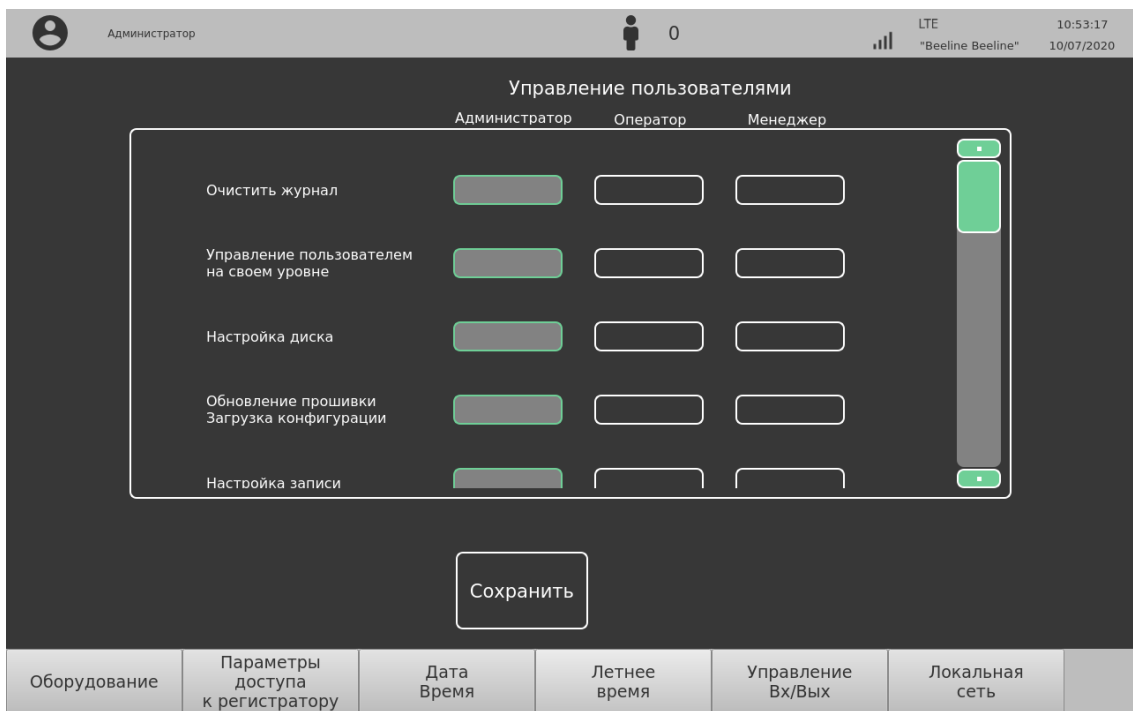 Администратор
0
LTE
"Beeline Beeline"
10:53:17
10/07/2020
Управление пользователями
Администратор Оператор Менеджер
Очистить журнал
Управление пользователем
на своем уровне
Настройка диска
Обновление прошивки
Загрузка конфигурации
Настройка записи
Сохранить
Оборудование
Параметры
доступа
к регистратору
Дата
Время
Летнее
время
Управление
Вх/Вых
Локальная
сеть